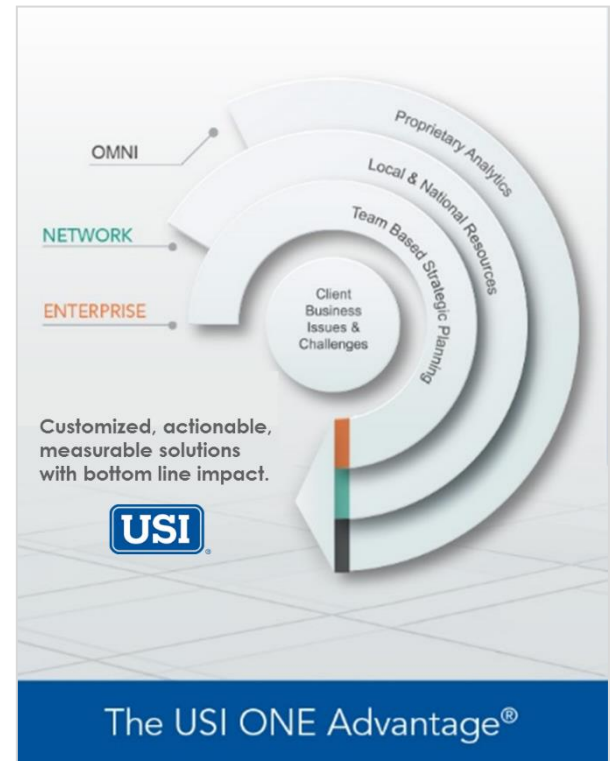 OMNI
Proprietary Analytics
NETWORK
Local & National Resources
ENTERPRISE
Team Based Strategic Planning
Client
Business
Issues &
Challenges
Customized, actionable,
measurable solutions
with bottom line impact.
USI®
The USI ONE Advantage®